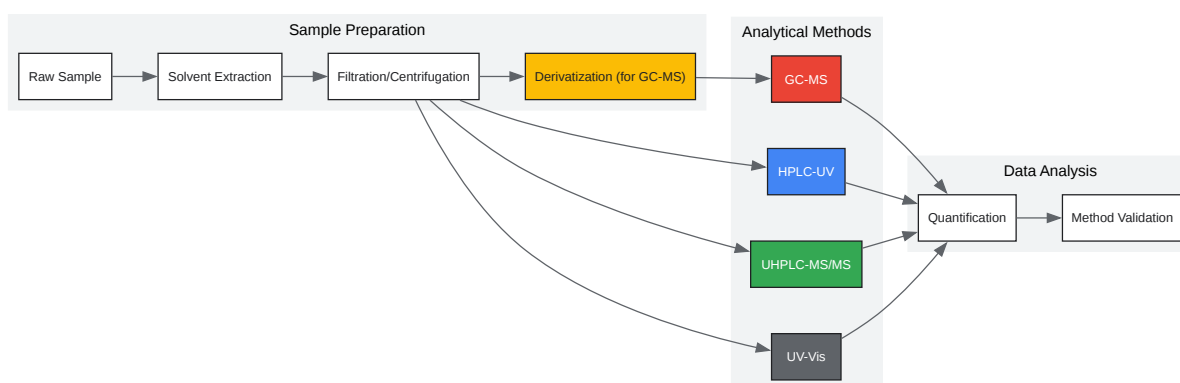 Sample Preparation
Raw Sample
Solvent Extraction
Filtration/Centrifugation
Derivatization (for GC-MS)
Analytical Methods
GC-MS
HPLC-UV
UHPLC-MS/MS
UV-Vis
Data Analysis
Quantification
Method Validation